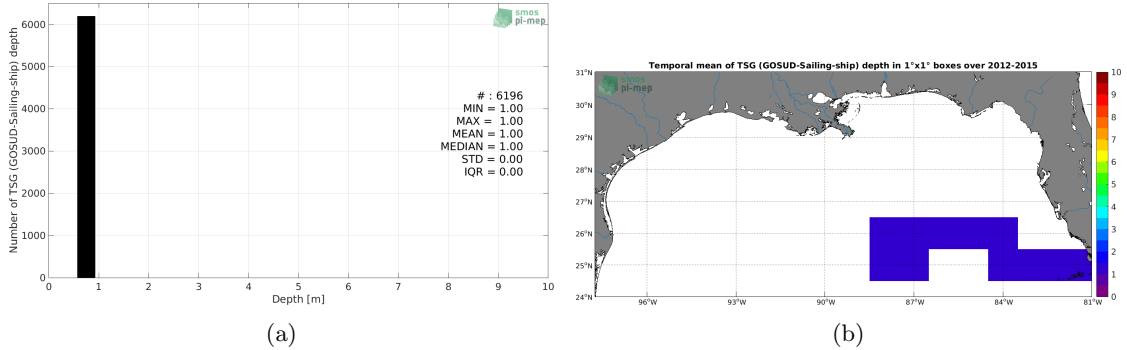 smos
pi-mep
6000
5000
4000
3000
2000
1000
0
Number of TSG (GOSUD-Sailing-ship) depth
# : 6196
MIN = 1.00
MAX = 1.00
MEAN = 1.00
MEDIAN = 1.00
STD = 0.00
IQR = 0.00
0 1 2 3 4 5 6 7 8 9 10
Depth [m]
(a)
Temporal mean of TSG (GOSUD-Sailing-ship) depth in 1°x1° boxes over 2012-2015
smos
pi-mep
31°N
30°N
29°N
28°N
27°N
26°N
25°N
24°N
96°W 93°W 90°W 87°W 84°W 81°W
10
9
8
7
6
5
4
3
2
1
0
(b)